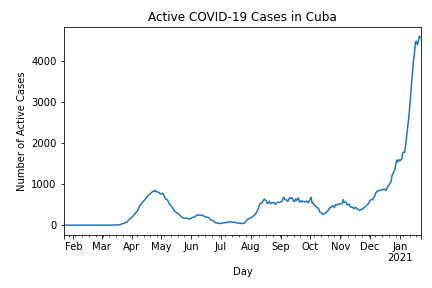 Active COVID-19 Cases in Cuba
Number of Active Cases
4000
3000
2000
1000
0
Feb Mar Apr May Jun Jul Aug Sep Oct Nov Dec Jan
2021
Day